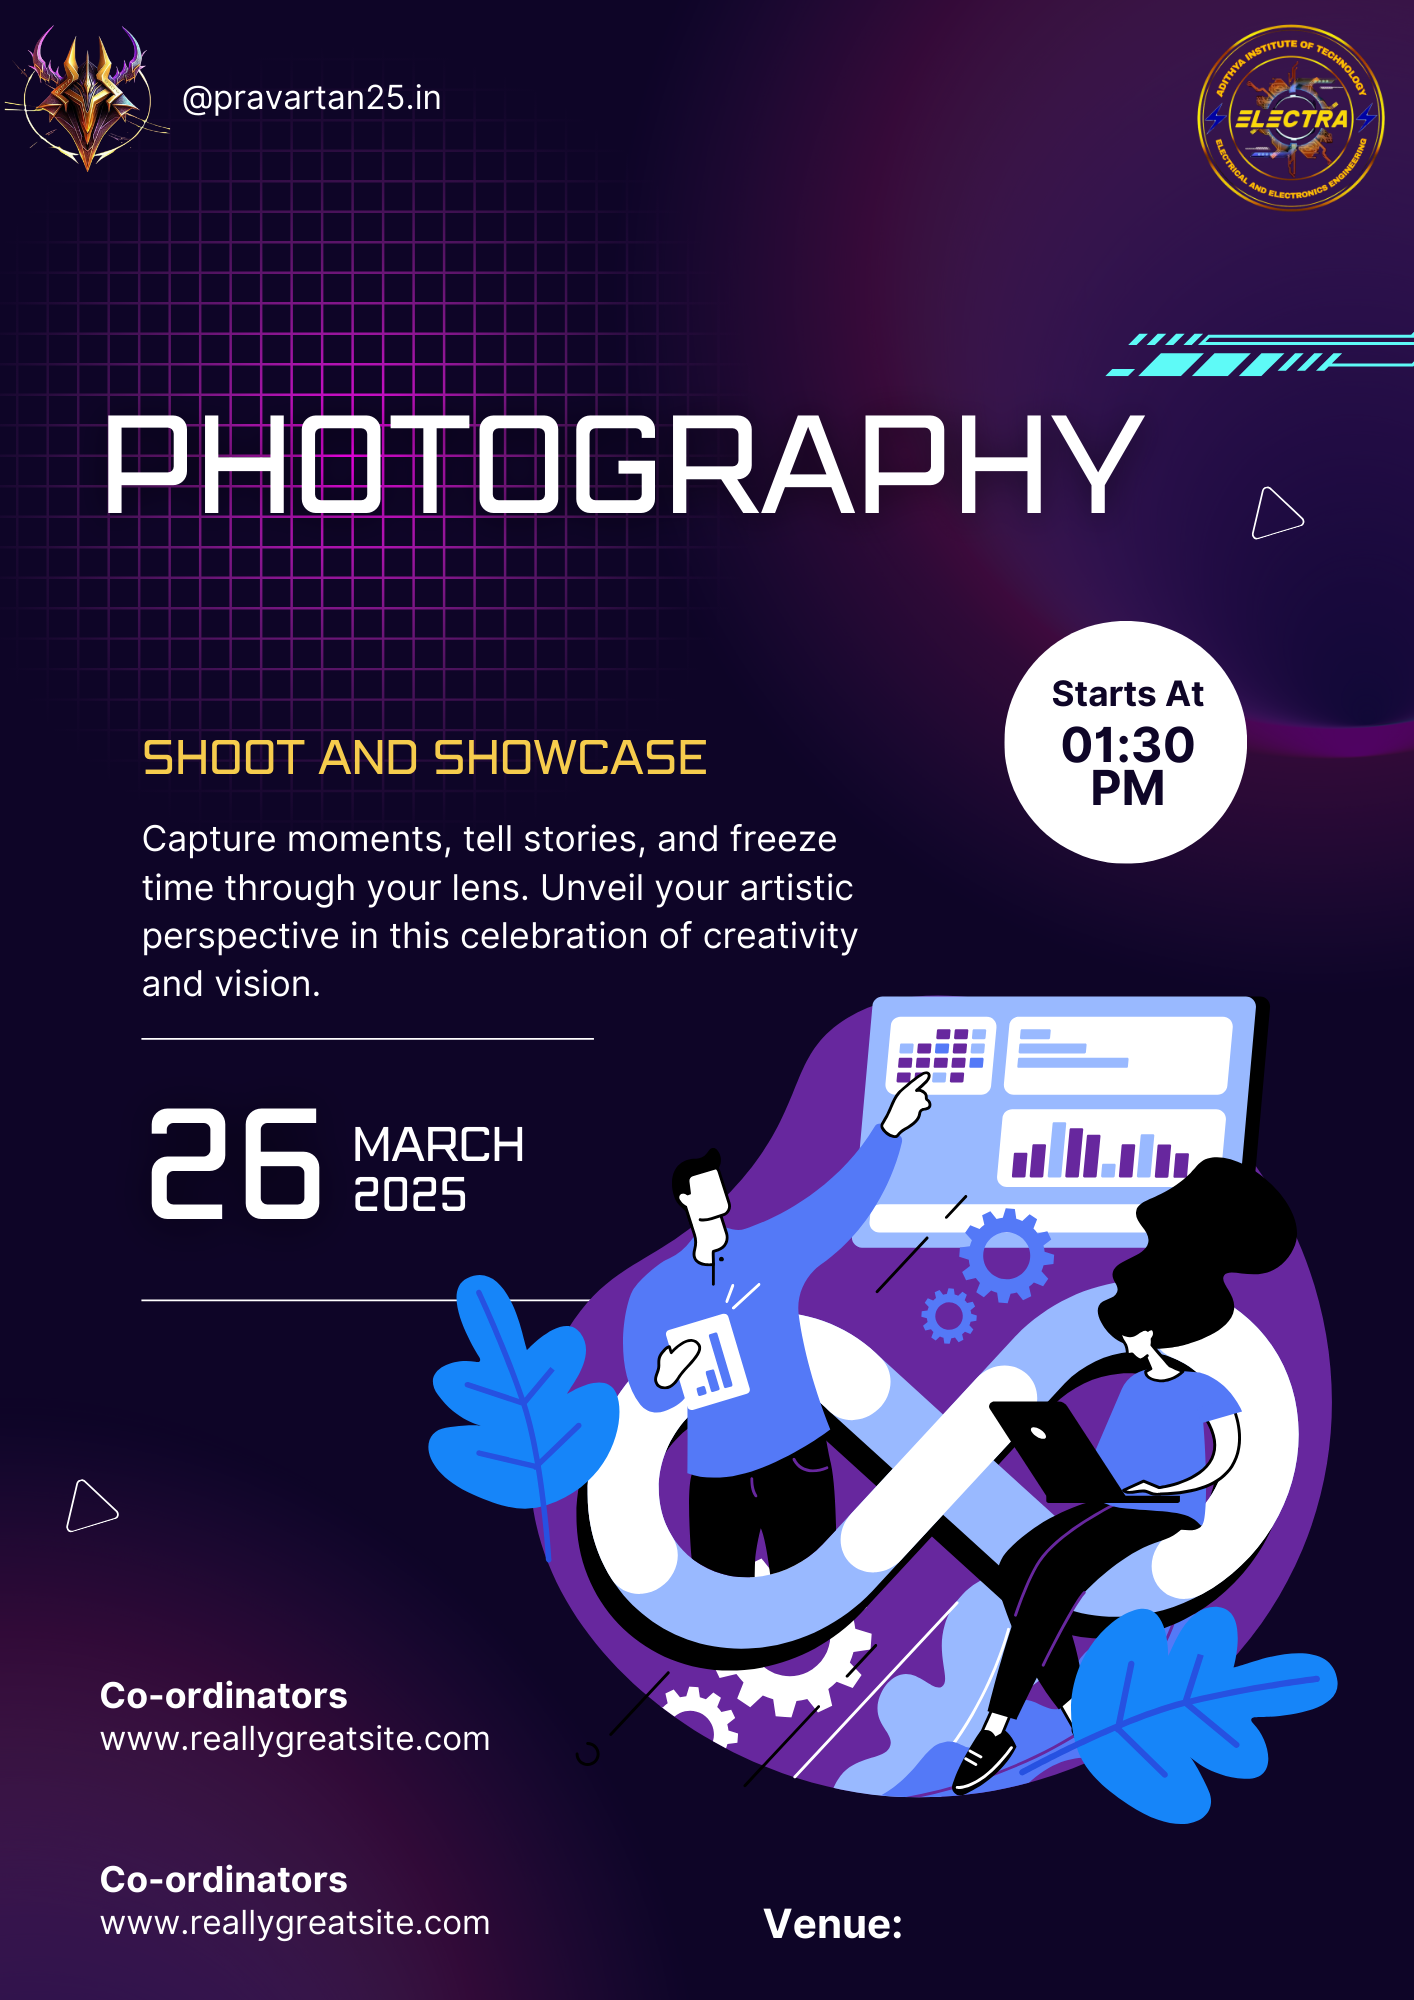 @pravartan25.in
ADITHYA INSTITUTE OF TECHNOLOGY
ELECTRA
ELECTRICAL AND ELECTRONICS ENGINEERING
PHOTOGRAPHY
Starts At
01:30
PM
SHOOT AND SHOWCASE
Capture moments, tell stories, and freeze
time through your lens. Unveil your artistic
perspective in this celebration of creativity
and vision.
26
MARCH
2025
Co-ordinators
www.reallygreatsite.com
Co-ordinators
www.reallygreatsite.com
Venue: